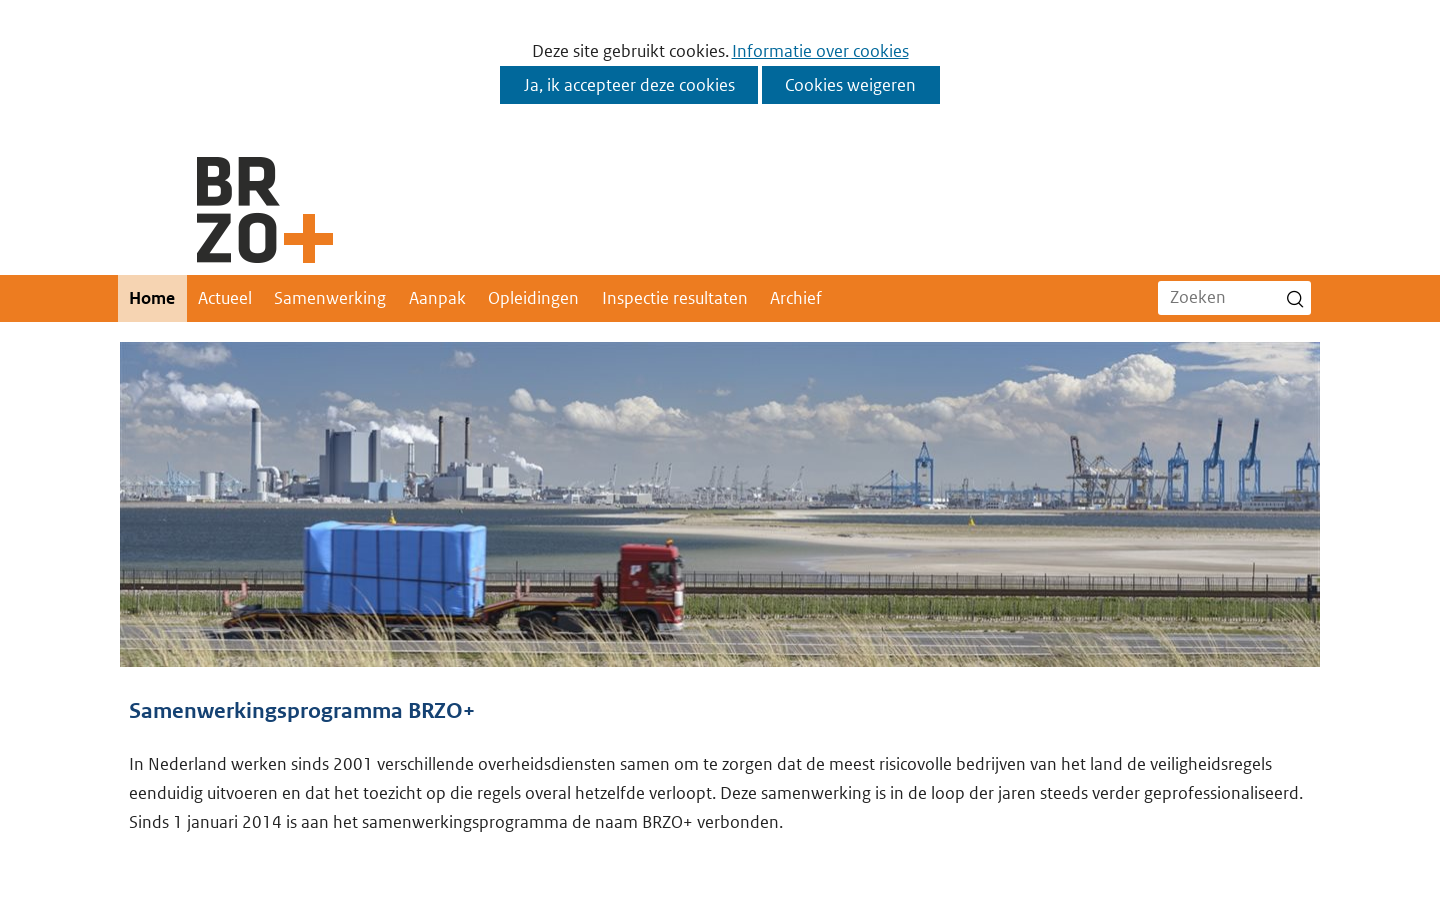 Deze site gebruikt cookies. Informatie over cookies
Ja, ik accepteer deze cookies Cookies weigeren
BR
ZO+
Home Actueel Samenwerking Aanpak Opleidingen Inspectie resultaten Archief Zoeken
Samenwerkingsprogramma BRZO+
In Nederland werken sinds 2001 verschillende overheidsdiensten samen om te zorgen dat de meest risicovolle bedrijven van het land de veiligheidsregels
eenduidig uitvoeren en dat het toezicht op die regels overal hetzelfde verloopt. Deze samenwerking is in de loop der jaren steeds verder geprofessionaliseerd.
Sinds 1 januari 2014 is aan het samenwerkingsprogramma de naam BRZO+ verbonden.